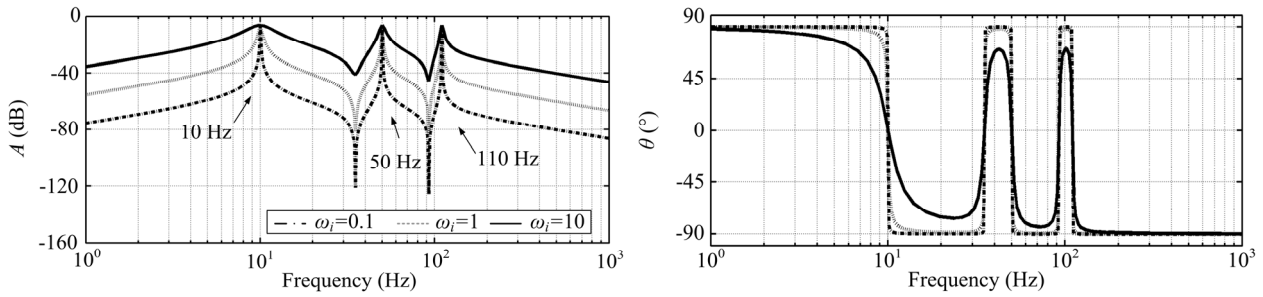 0
-40
-80
-120
-160
A (dB)
10 Hz
50 Hz
110 Hz
ωi=0.1 ωi=1 ωi=10
10^0 10^1 10^2 10^3
Frequency (Hz)
90
45
0
-45
-90
θ (°)
10^0 10^1 10^2 10^3
Frequency (Hz)